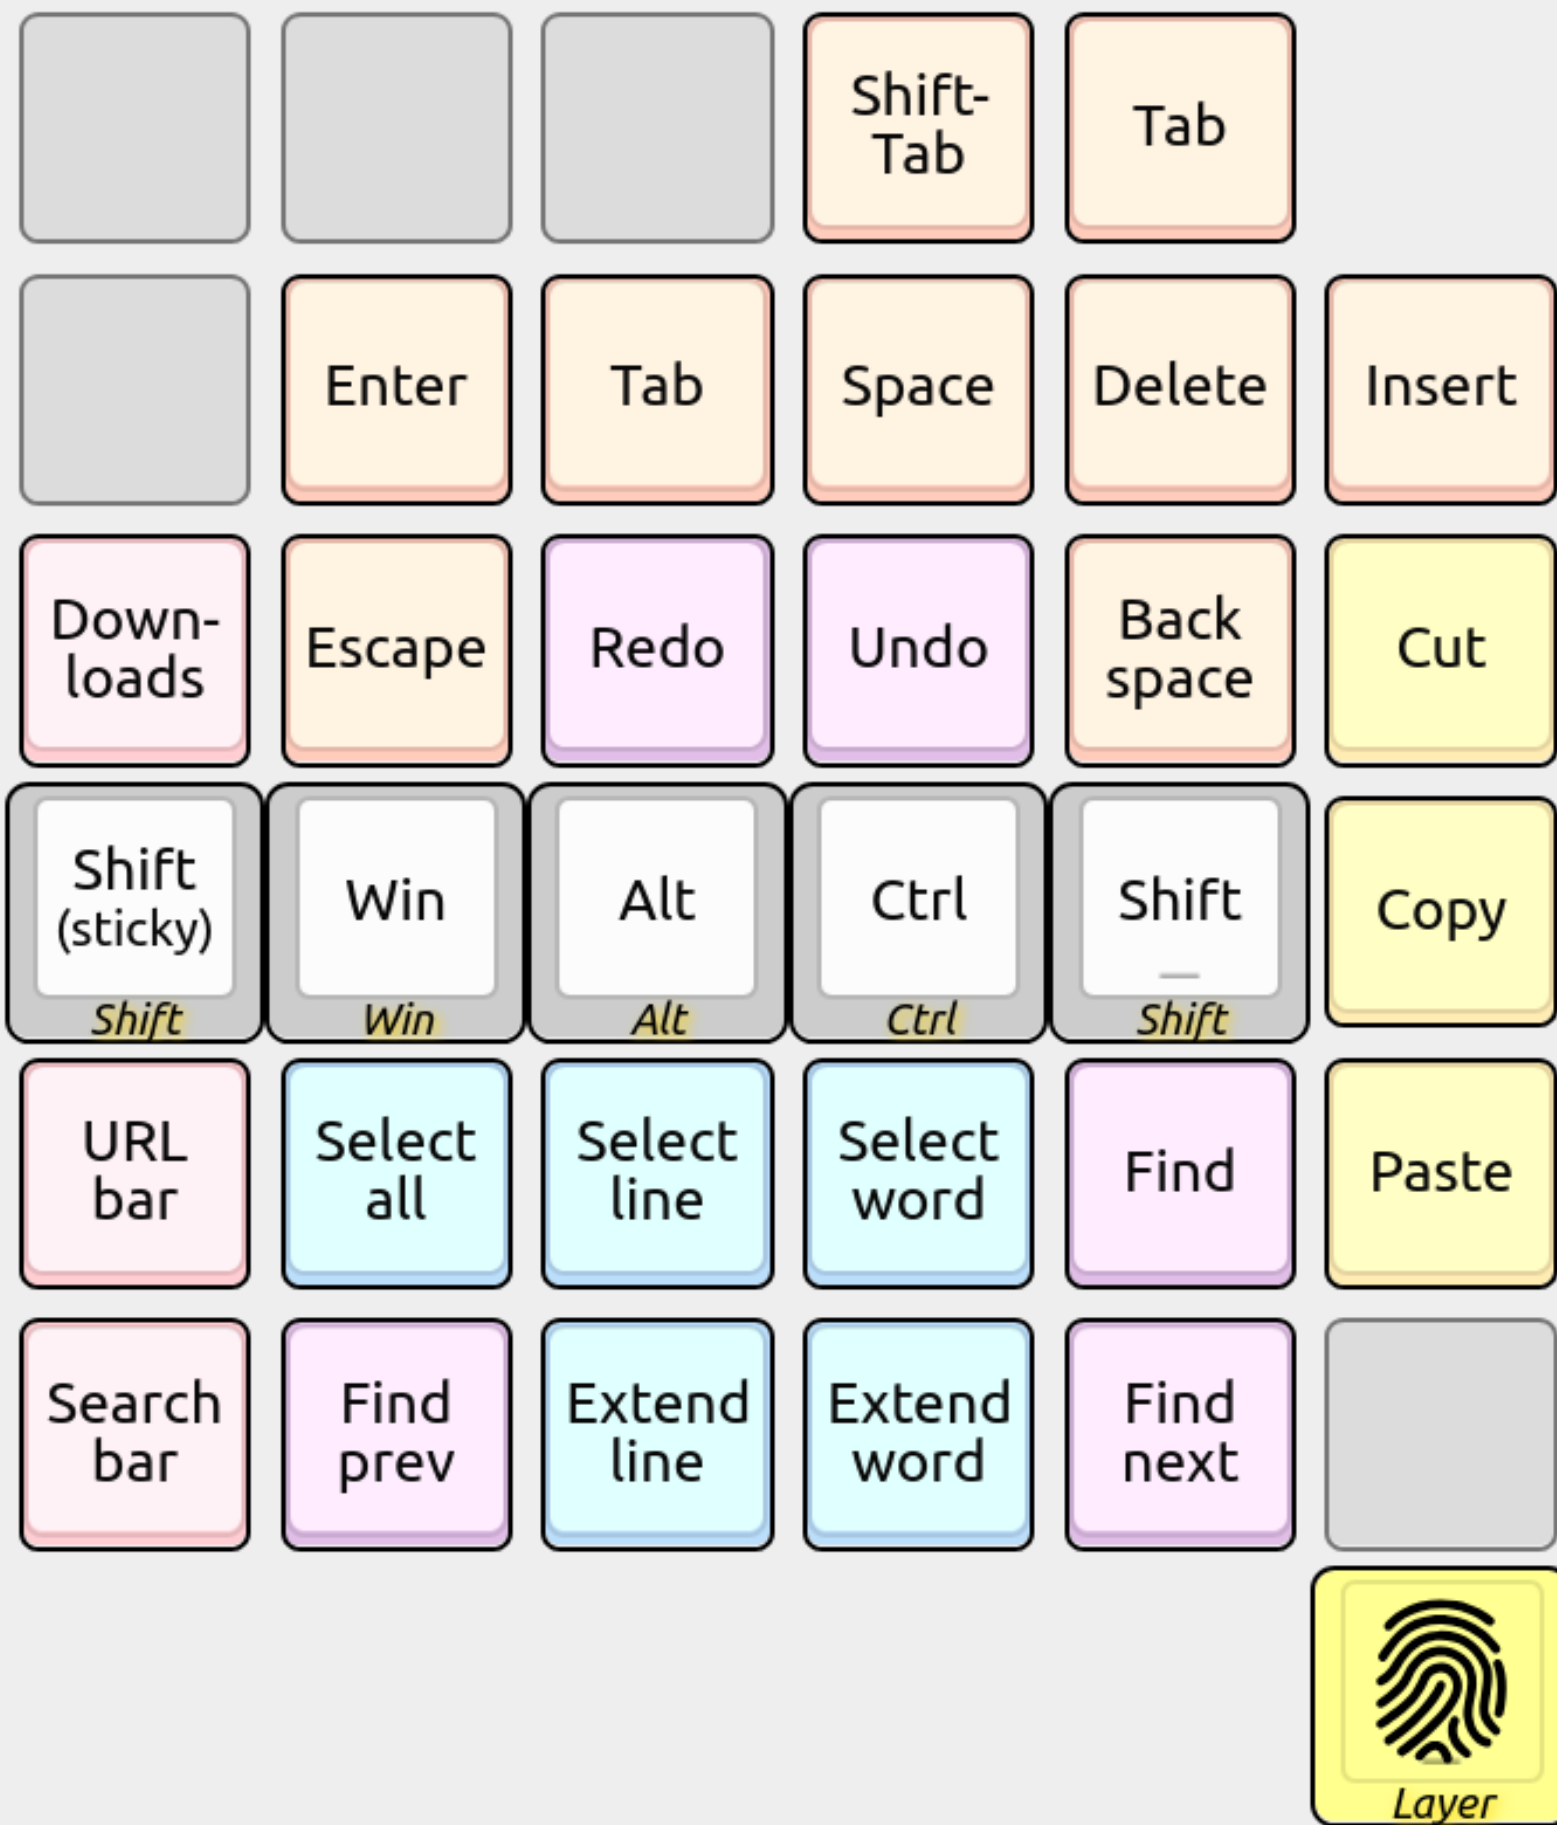 Shift-
Tab
Tab
Enter
Tab
Space
Delete
Insert
Down-
loads
Escape
Redo
Undo
Back
space
Cut
Shift
(sticky)
Shift
Win
Win
Alt
Alt
Ctrl
Ctrl
Shift
Shift
Copy
URL
bar
Select
all
Select
line
Select
word
Find
Paste
Search
bar
Find
prev
Extend
line
Extend
word
Find
next
Layer